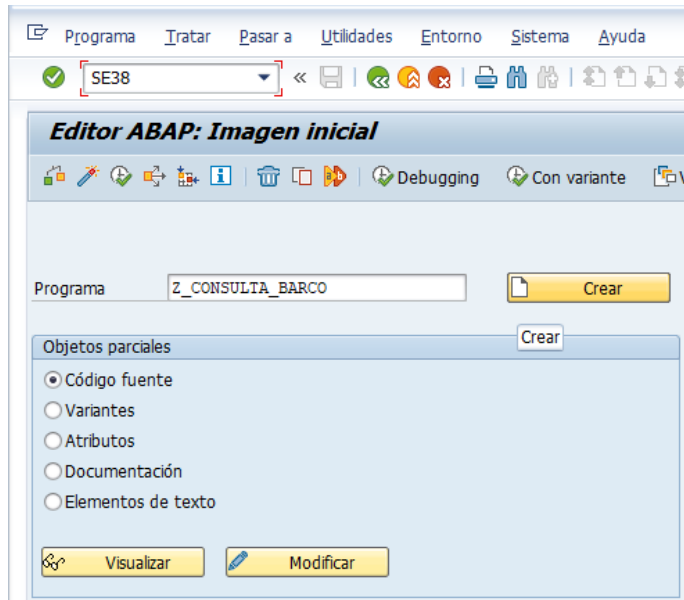 Programa Tratar Pasar a Utilidades Entorno Sistema Ayuda
SE38
Editor ABAP: Imagen inicial
Debugging Con variante V
Programa Z_CONSULTA_BARCO Crear
Crear
Objetos parciales
Código fuente
Variantes
Atributos
Documentación
Elementos de texto
Visualizar Modificar